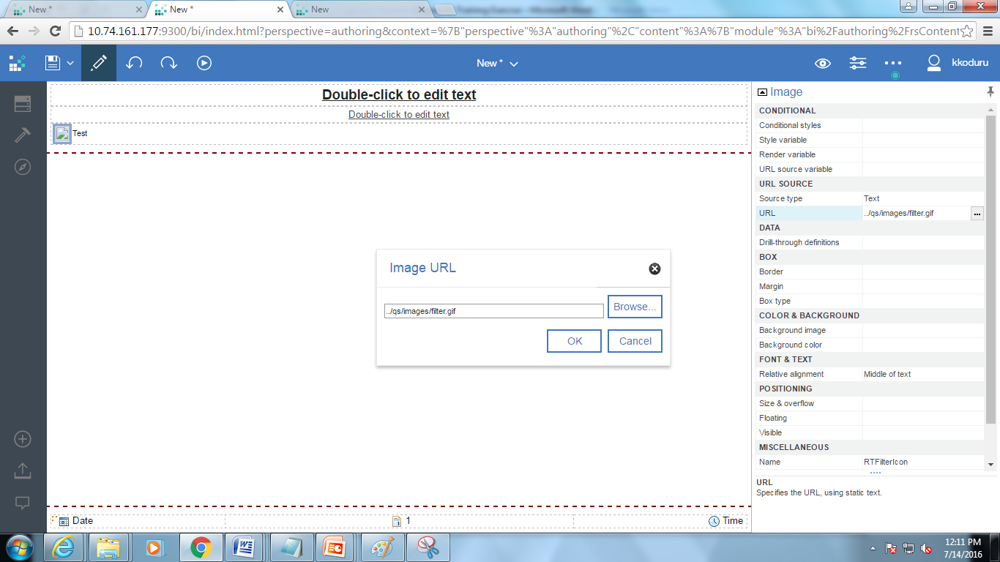 New *
New *
New
10.74.161.177:9300/bi/index.html?perspective=authoring&context=%7B"perspective"%3A"authoring"%2C"content"%3A%7B"module"%3A"bi%2Fauthoring%2FrsContent
New *
kkoduru
Double-click to edit text
Double-click to edit text
Test
Image URL
../qs/images/filter.gif
Browse...
OK
Cancel
Date
1
Time
Image
CONDITIONAL
Conditional styles
Style variable
Render variable
URL source variable
URL SOURCE
Source type Text
URL ../qs/images/filter.gif ...
DATA
Drill-through definitions
BOX
Border
Margin
Box type
COLOR & BACKGROUND
Background image
Background color
FONT & TEXT
Relative alignment Middle of text
POSITIONING
Size & overflow
Floating
Visible
MISCELLANEOUS
Name RTFilterIcon
URL
Specifies the URL, using static text.
12:11 PM
7/14/2016